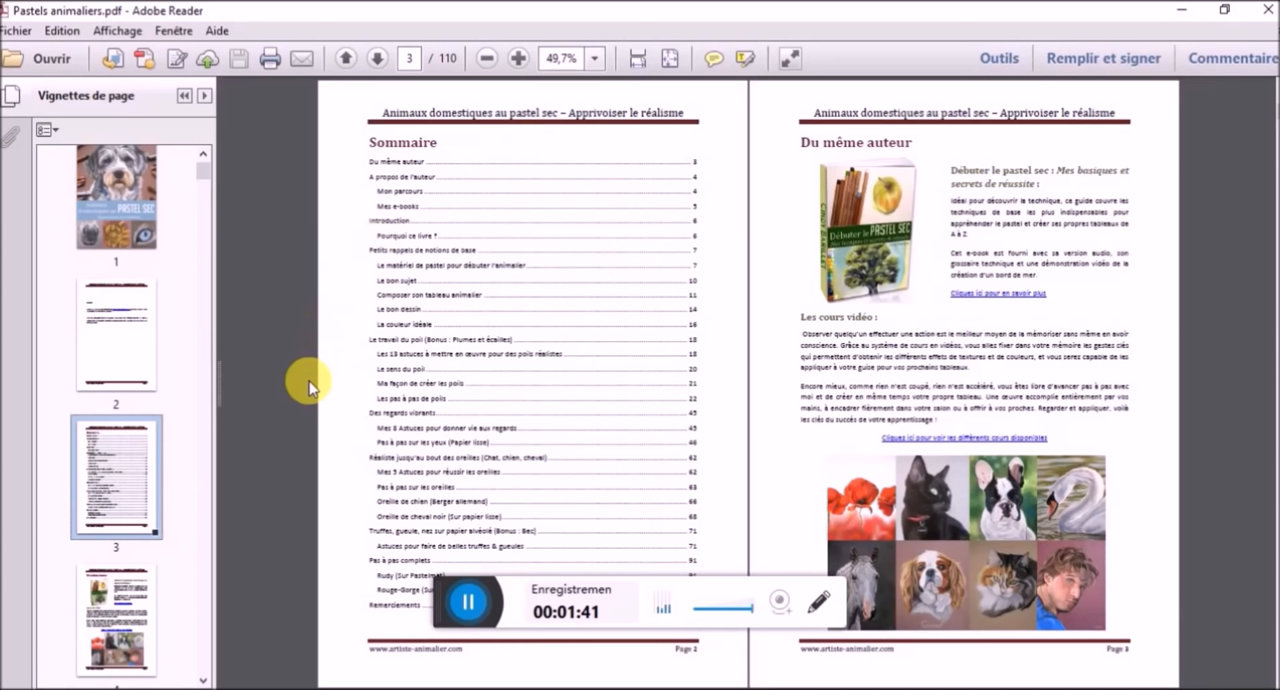 Pastels animaliers.pdf - Adobe Reader
Fichier Edition Affichage Fenêtre Aide
Ouvrir 3 / 110 49,7% Outils Remplir et signer Commentaire
Vignettes de page
1
2
3
Animaux domestiques au pastel sec – Apprivoiser le réalisme
Sommaire
Du même auteur 3
A propos de l'auteur 4
Mon parcours 4
Mes e-books 5
Introduction 6
Pourquoi ce livre ? 6
Petits rappels de notions de base 7
Le matériel de pastel pour débuter l'animalier 7
Le bon sujet 10
Composer son tableau animalier 11
Le bon dessin 14
La couleur idéale 16
Le travail du poil (Bonus : Plumes et écailles) 18
Les 13 astuces à mettre en œuvre pour des poils réalistes 18
Le sens du poil 20
Ma façon de créer les poils 21
Les pas à pas de poils 22
Des regards vibrants 45
Mes 8 Astuces pour donner vie aux regards 45
Pas à pas sur les yeux (Papier lisse) 46
Réaliste jusqu'au bout des oreilles (Chat, chien, cheval) 62
Mes 5 Astuces pour réussir les oreilles 62
Pas à pas sur les oreilles 63
Oreille de chien (Berger allemand) 66
Oreille de cheval noir (Sur papier lisse) 68
Truffes, gueule, nez sur papier alvéolé (Bonus : Bec) 71
Astuces pour faire de belles truffes & gueules 71
Pas à pas complets 91
Rudy (Sur
Rouge-Gorge
Remerciements
www.artiste-animalier.com Page 2
Animaux domestiques au pastel sec – Apprivoiser le réalisme
Du même auteur
Débuter le PASTEL SEC
Débuter le pastel sec : Mes basiques et
secrets de réussite :
Idéal pour découvrir la technique, ce guide couvre les
techniques de base les plus indispensables pour
appréhender le pastel et créer ses propres tableaux de
A à Z.
Cet e-book est fourni avec sa version audio, son
glossaire technique et une démonstration vidéo de la
création d'un bord de mer.
Cliquez ici pour en savoir plus
Les cours vidéo :
Observer quelqu'un effectuer une action est le meilleur moyen de la mémoriser sans même en avoir
conscience. Grâce au système de cours en vidéos, vous allez fixer dans votre mémoire les gestes clés
qui permettent d'obtenir les différents effets de textures et de couleurs, et vous serez capable de les
appliquer à votre guise pour vos prochains tableaux.
Encore mieux, comme rien n'est coupé, rien n'est accéléré, vous êtes libre d'avancer pas à pas avec
moi et de créer en même temps votre propre tableau. Une œuvre accomplie entièrement par vos
mains, à encadrer fièrement dans votre salon ou à offrir à vos proches. Regarder et appliquer, voilà
les clés du succès de votre apprentissage !
Cliquez ici pour voir les différents cours disponibles
www.artiste-animalier.com Page 3
Enregistremen
00:01:41
PASTEL SEC